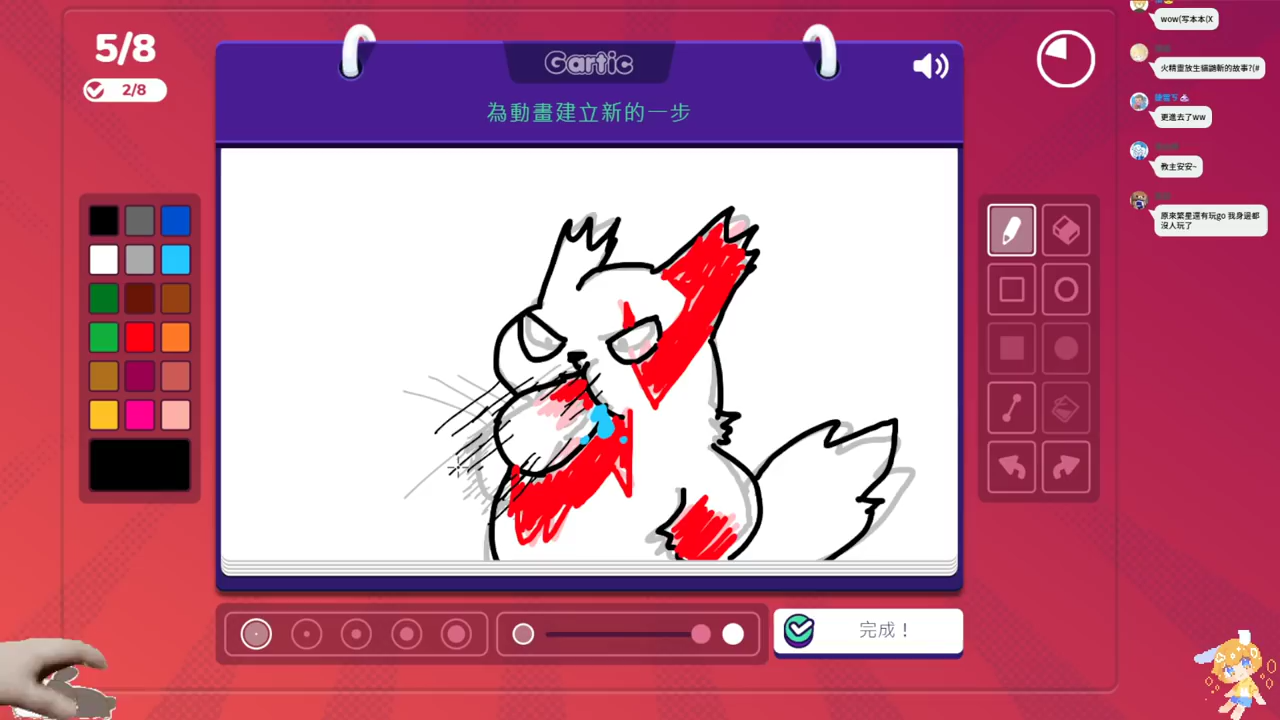 5/8
2/8
Gartic
為動畫建立新的一步
完成！
wow(写本本(X
火精靈放生貓鼬斬的故事?(#
更進去了ww
教主安安~
原來繁星還有玩go 我身邊都
沒人玩了